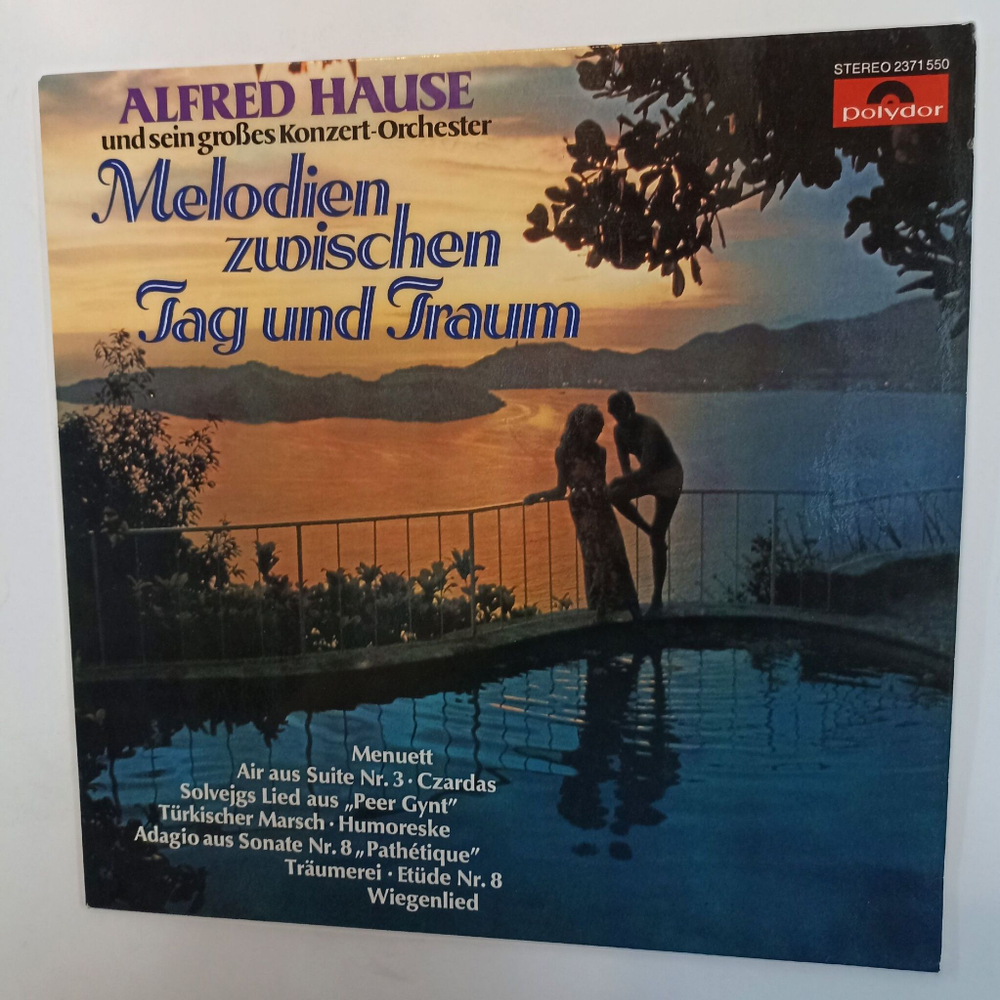 STEREO 2371 550
polydor
ALFRED HAUSE
und sein großes Konzert-Orchester
Melodien
zwischen
Tag und Traum
Menuett
Air aus Suite Nr. 3 · Czardas
Solvejgs Lied aus „Peer Gynt”
Türkischer Marsch · Humoreske
Adagio aus Sonate Nr. 8 „Pathétique”
Träumerei · Etüde Nr. 8
Wiegenlied